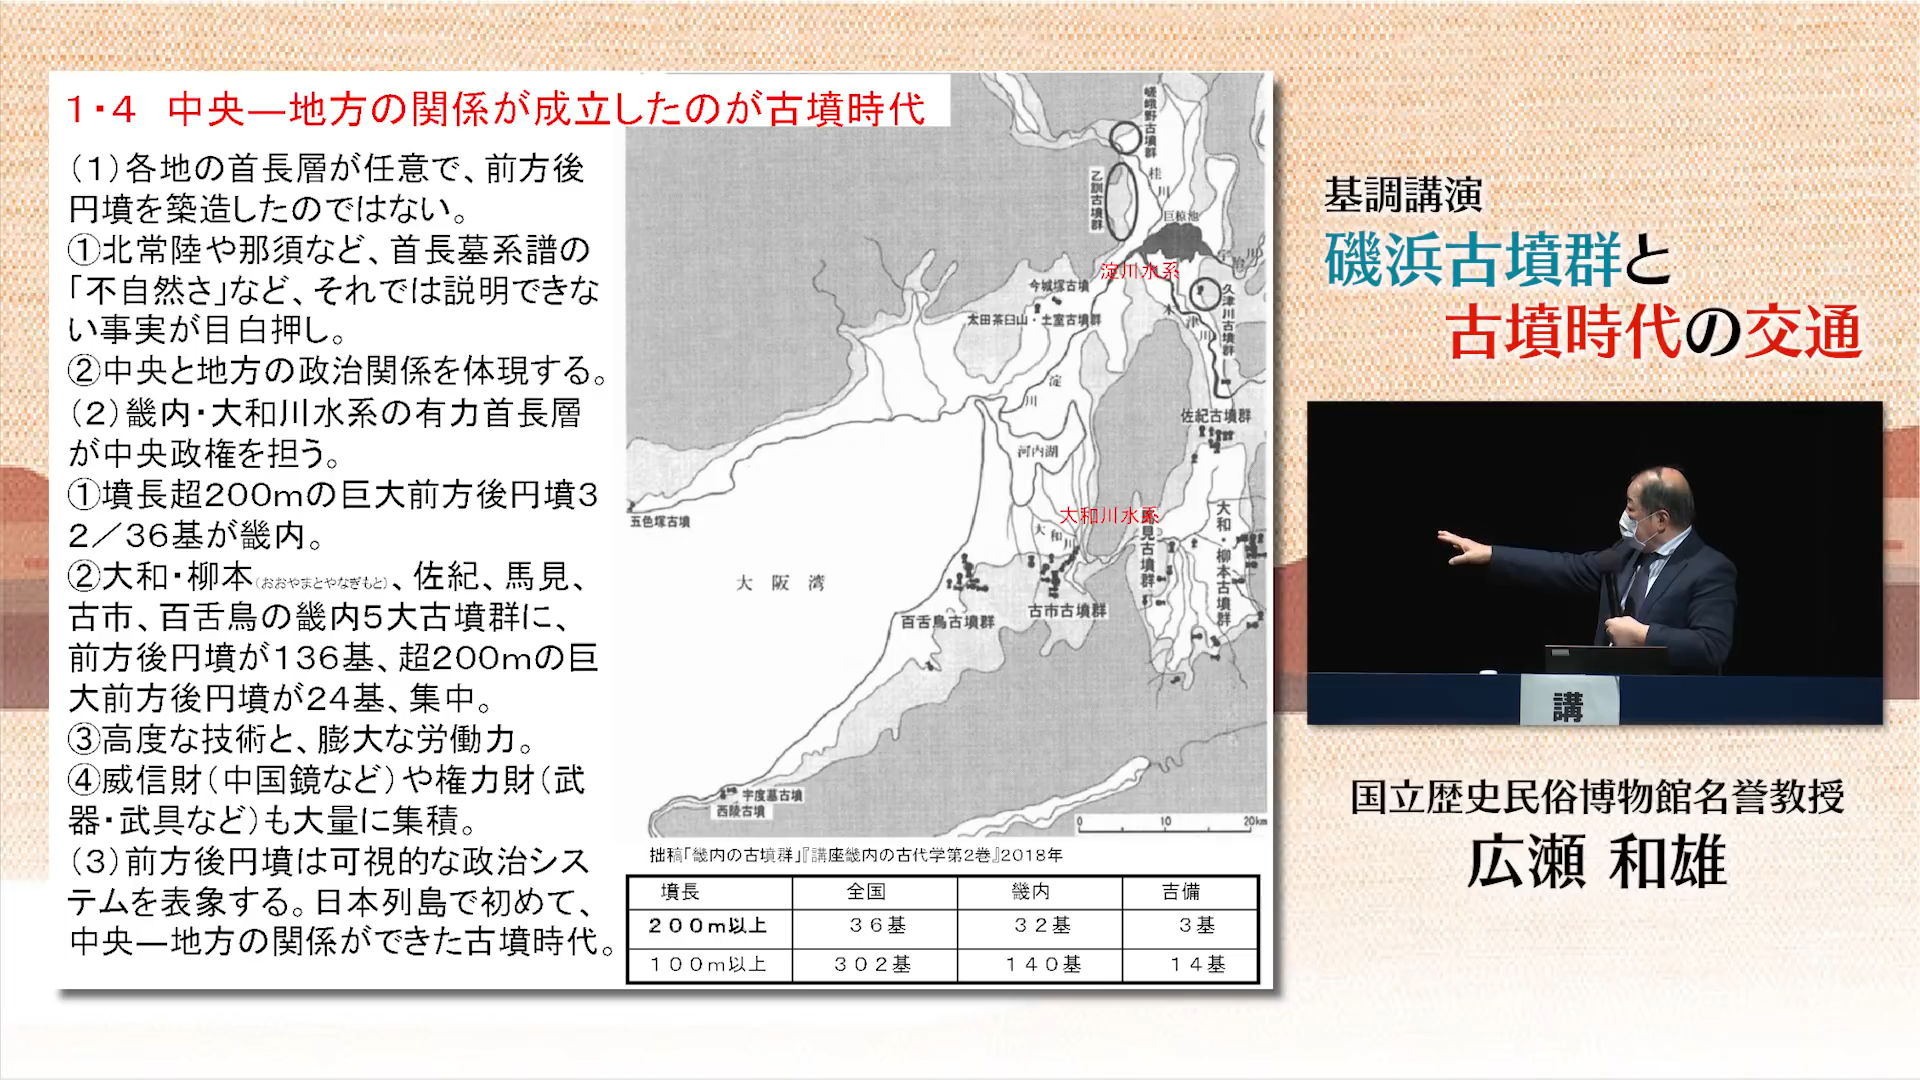 1・4　中央―地方の関係が成立したのが古墳時代
（1）各地の首長層が任意で、前方後
円墳を築造したのではない。
①北常陸や那須など、首長墓系譜の
「不自然さ」など、それでは説明できな
い事実が目白押し。
②中央と地方の政治関係を体現する。
（2）畿内・大和川水系の有力首長層
が中央政権を担う。
①墳長超200mの巨大前方後円墳3
2／36基が畿内。
②大和・柳本（おおやまとやなぎもと）、佐紀、馬見、
古市、百舌鳥の畿内5大古墳群に、
前方後円墳が136基、超200mの巨
大前方後円墳が24基、集中。
③高度な技術と、膨大な労働力。
④威信財（中国鏡など）や権力財（武
器・武具など）も大量に集積。
（3）前方後円墳は可視的な政治シス
テムを表象する。日本列島で初めて、
中央―地方の関係ができた古墳時代。
嵯峨野古墳群
乙訓古墳群
桂川
巨椋池
宇治川
淀川水系
今城塚古墳
太田茶臼山・土室古墳群
久津川古墳群
木津川
淀川
佐紀古墳群
河内湖
五色塚古墳
大和川水系
大和川
見古墳群
大和・柳本古墳群
大阪湾
百舌鳥古墳群
古市古墳群
宇度墓古墳
西陵古墳
0 10 20km
拙稿「畿内の古墳群」『講座畿内の古代学第2巻』2018年
墳長 全国 畿内 吉備
200m以上 36基 32基 3基
100m以上 302基 140基 14基
基調講演
磯浜古墳群と
古墳時代の交通
講
国立歴史民俗博物館名誉教授
広瀬 和雄